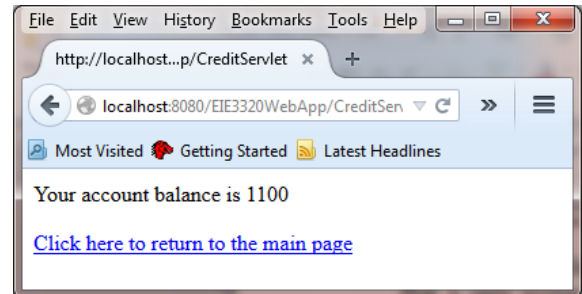 File Edit View History Bookmarks Tools Help
http://localhost...p/CreditServlet × +
localhost:8080/EIE3320WebApp/CreditSer
Most Visited Getting Started Latest Headlines
Your account balance is 1100
Click here to return to the main page